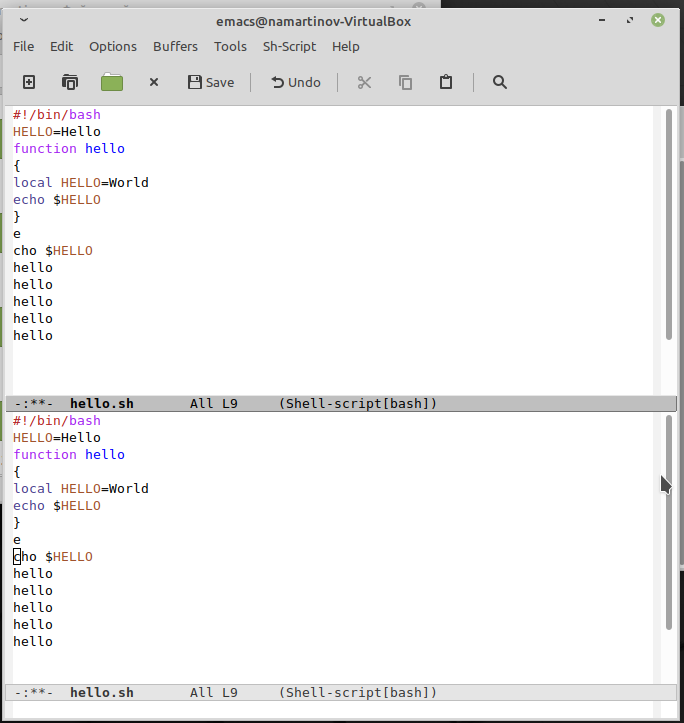 emacs@namartinov-VirtualBox
File Edit Options Buffers Tools Sh-Script Help
Save Undo
#!/bin/bash
HELLO=Hello
function hello
{
local HELLO=World
echo $HELLO
}
e
cho $HELLO
hello
hello
hello
hello
hello
-:**-  hello.sh       All L9     (Shell-script[bash])
#!/bin/bash
HELLO=Hello
function hello
{
local HELLO=World
echo $HELLO
}
e
cho $HELLO
hello
hello
hello
hello
hello
-:**-  hello.sh       All L9     (Shell-script[bash])